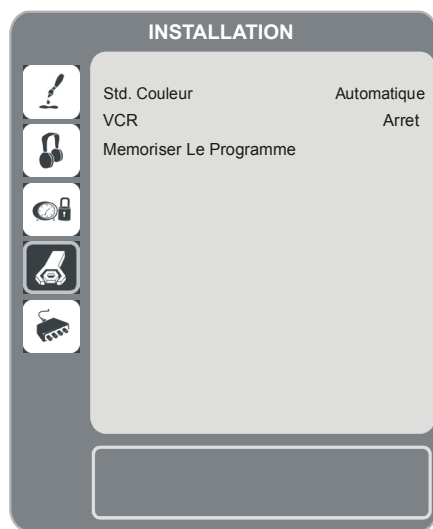 INSTALLATION
Std. Couleur Automatique
VCR Arret
Memoriser Le Programme